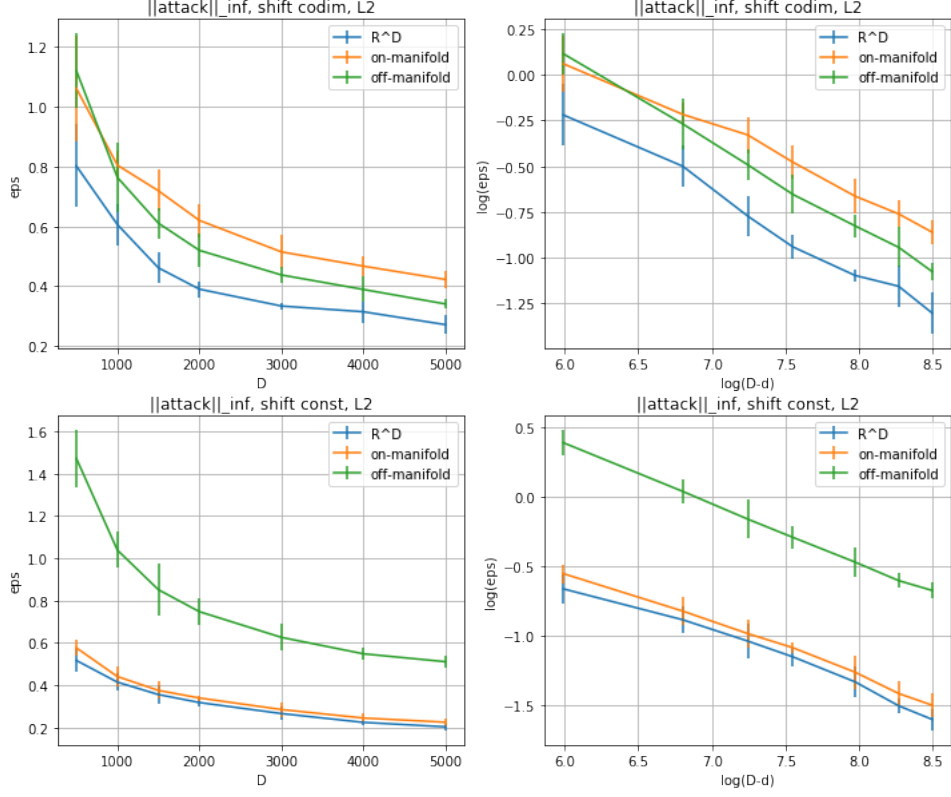 ||attack||_inf, shift codim, L2
R^D
on-manifold
off-manifold
1.2
1.0
0.8
0.6
0.4
0.2
eps
1000 2000 3000 4000 5000
D
||attack||_inf, shift codim, L2
R^D
on-manifold
off-manifold
0.25
0.00
−0.25
−0.50
−0.75
−1.00
−1.25
log(eps)
6.0 6.5 7.0 7.5 8.0 8.5
log(D-d)
||attack||_inf, shift const, L2
R^D
on-manifold
off-manifold
1.6
1.4
1.2
1.0
0.8
0.6
0.4
0.2
eps
1000 2000 3000 4000 5000
D
||attack||_inf, shift const, L2
R^D
on-manifold
off-manifold
0.5
0.0
−0.5
−1.0
−1.5
log(eps)
6.0 6.5 7.0 7.5 8.0 8.5
log(D-d)